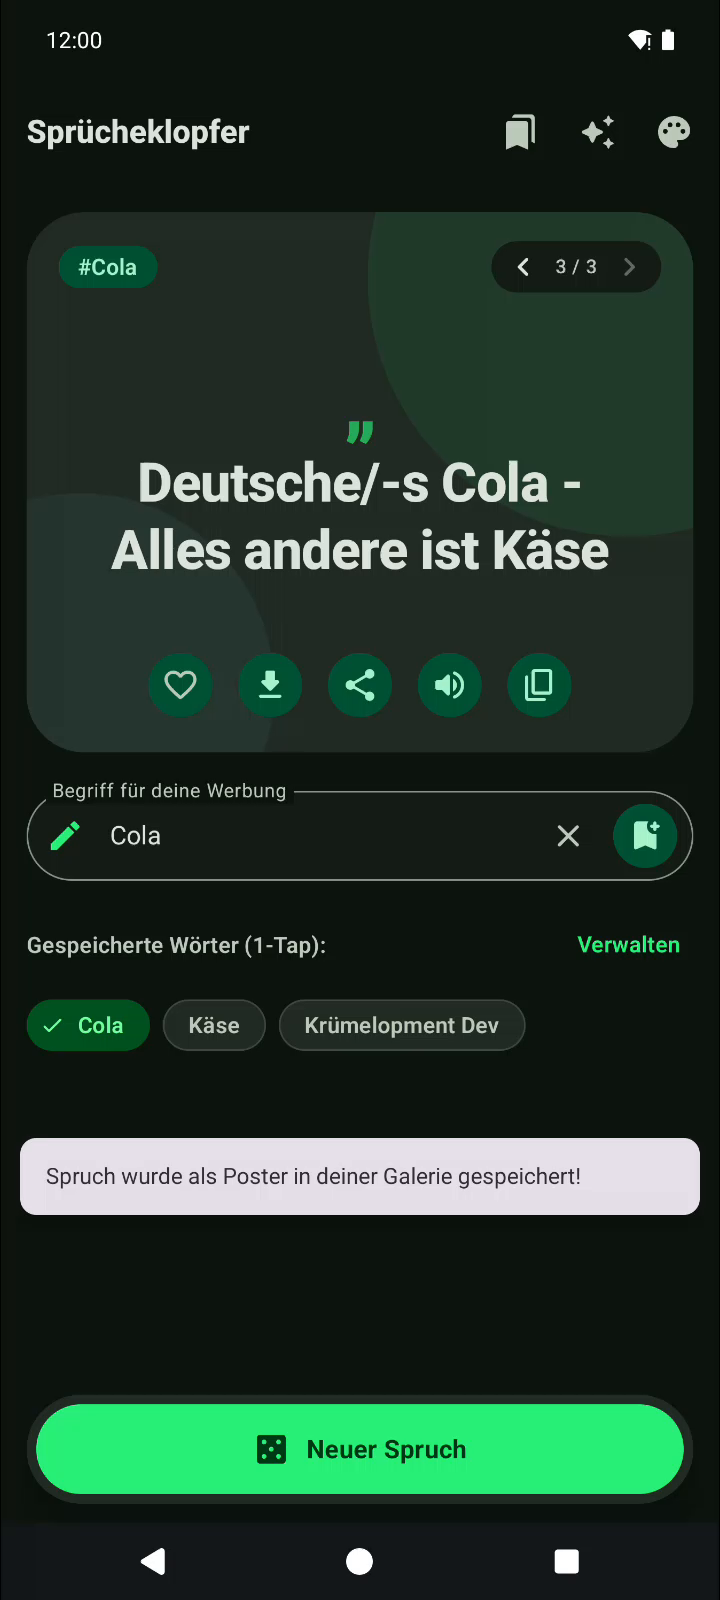 12:00
Sprücheklopfer
#Cola
3 / 3
"
Deutsche/-s Cola -
Alles andere ist Käse
Begriff für deine Werbung
Cola
Gespeicherte Wörter (1-Tap):
Verwalten
Cola
Käse
Krümelopment Dev
Spruch wurde als Poster in deiner Galerie gespeichert!
Neuer Spruch